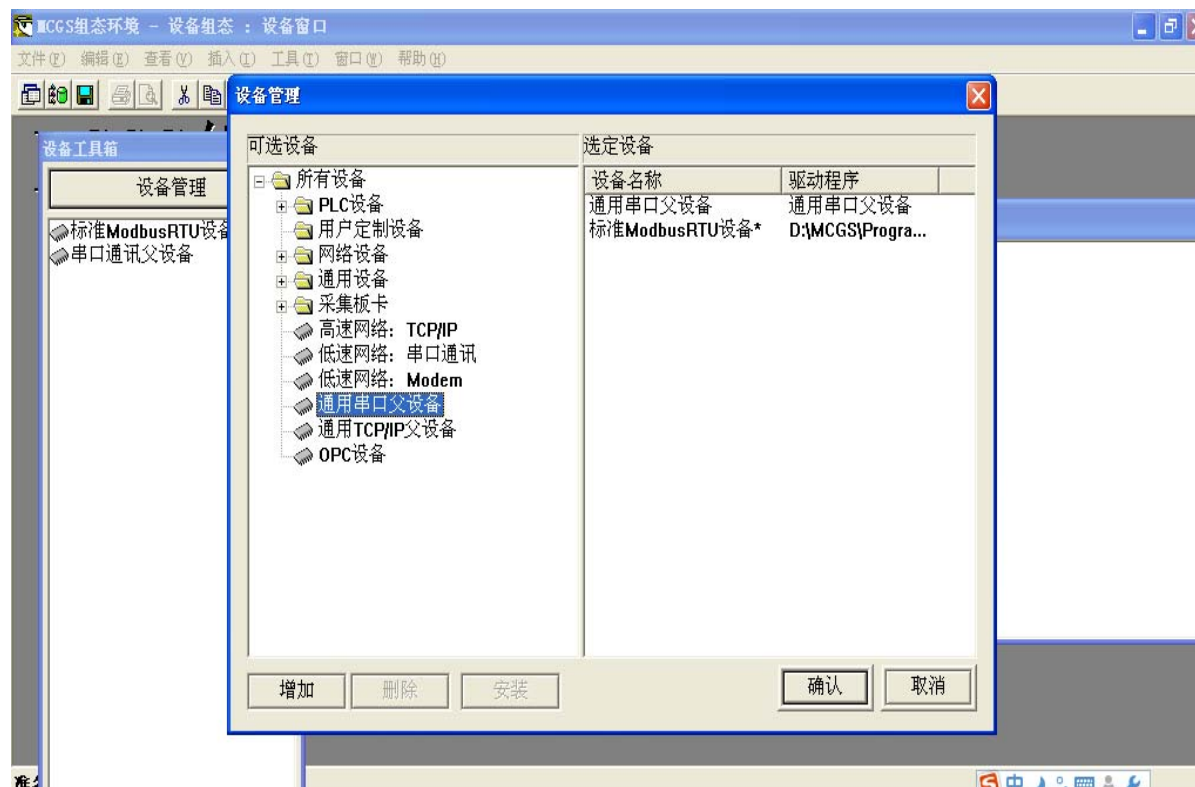 MCGS组态环境 - 设备组态 : 设备窗口
文件(F) 编辑(E) 查看(V) 插入(I) 工具(T) 窗口(W) 帮助(H)
设备工具箱
设备管理
标准ModbusRTU设备
串口通讯父设备
设备管理
可选设备
所有设备
PLC设备
用户定制设备
网络设备
通用设备
采集板卡
高速网络: TCP/IP
低速网络: 串口通讯
低速网络: Modem
通用串口父设备
通用TCP/IP父设备
OPC设备
选定设备
设备名称 驱动程序
通用串口父设备 通用串口父设备
标准ModbusRTU设备* D:\MCGS\Progra...
增加 删除 安装 确认 取消
中